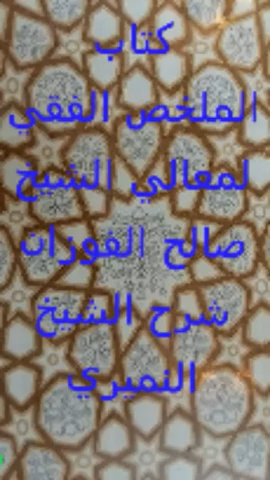 كتاب
الملخص الفقي
لمعالي الشيخ
صالح الفوزان
شرح الشيخ
النميري